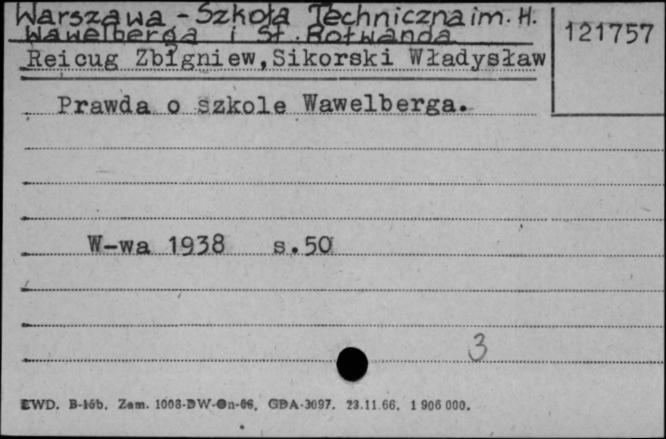 Warszawa - Szkoła Techniczna im. H.
Wawelberga i St. Rotwanda
121757
Reicug Zbigniew,Sikorski Władysław
Prawda o szkole Wawelberga.
W-wa 1938 s.50
3
EWD. B-16b. Zam. 1008-DW-On-66. GDA-3097. 23.11.66. 1 906 000.